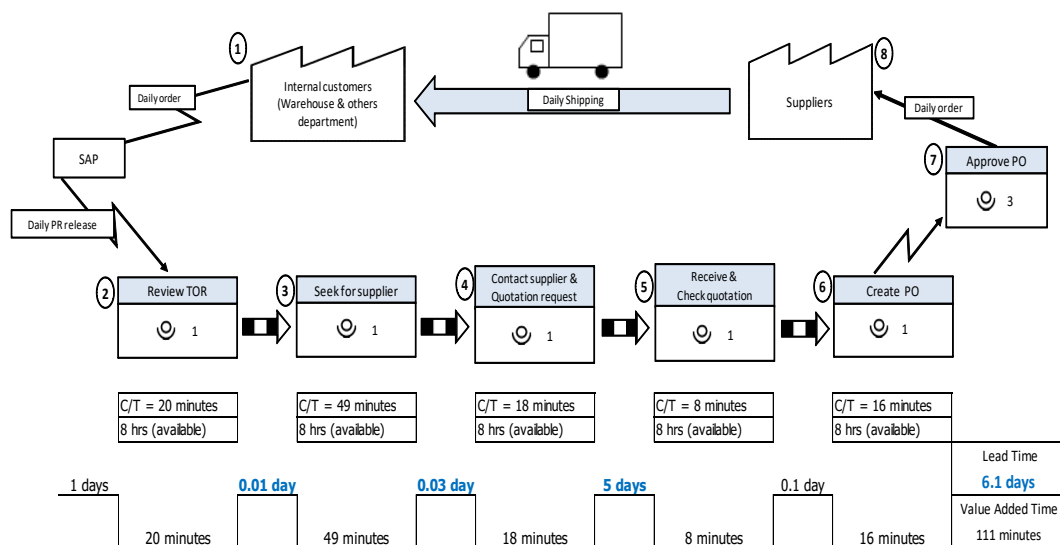 1
Internal customers
(Warehouse & others
department)
Daily Shipping
8
Suppliers
Daily order
SAP
Daily PR release
Daily order
7
Approve PO
3
2
Review TOR
1
3
Seek for supplier
1
4
Contact supplier &
Quotation request
1
5
Receive &
Check quotation
1
6
Create PO
1
C/T = 20 minutes
8 hrs (available)
C/T = 49 minutes
8 hrs (available)
C/T = 18 minutes
8 hrs (available)
C/T = 8 minutes
8 hrs (available)
C/T = 16 minutes
8 hrs (available)
1 days
0.01 day
0.03 day
5 days
0.1 day
Lead Time
6.1 days
20 minutes
49 minutes
18 minutes
8 minutes
16 minutes
Value Added Time
111 minutes